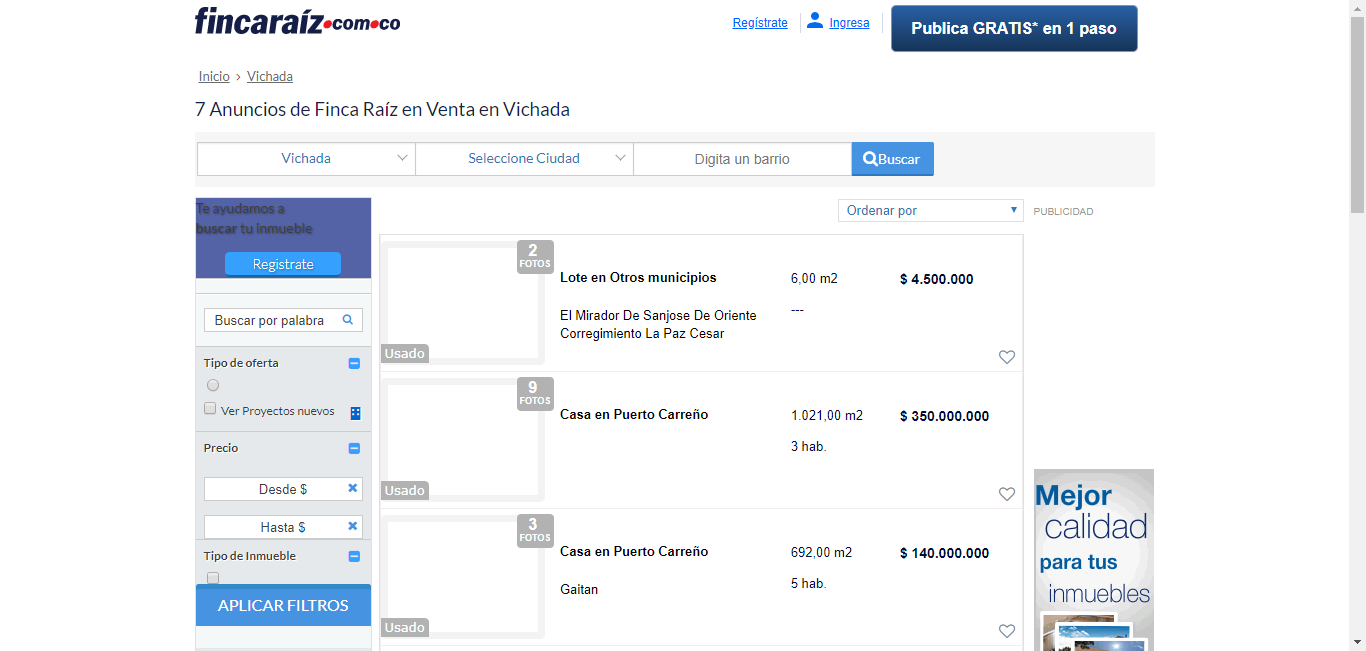 fincaraíz.com.co
Regístrate
Ingresa
Publica GRATIS* en 1 paso
Inicio › Vichada
7 Anuncios de Finca Raíz en Venta en Vichada
Vichada
Seleccione Ciudad
Digita un barrio
Buscar
Te ayudamos a
buscar tu inmueble
Registrate
Buscar por palabra
Tipo de oferta
Ver Proyectos nuevos
Precio
Desde $
Hasta $
Tipo de Inmueble
APLICAR FILTROS
Ordenar por
PUBLICIDAD
2
FOTOS
Usado
Lote en Otros municipios
6,00 m2
$ 4.500.000
El Mirador De Sanjose De Oriente
Corregimiento La Paz Cesar
---
9
FOTOS
Usado
Casa en Puerto Carreño
1.021,00 m2
$ 350.000.000
3 hab.
3
FOTOS
Usado
Casa en Puerto Carreño
692,00 m2
$ 140.000.000
Gaitan
5 hab.
Mejor
calidad
para tus
inmuebles